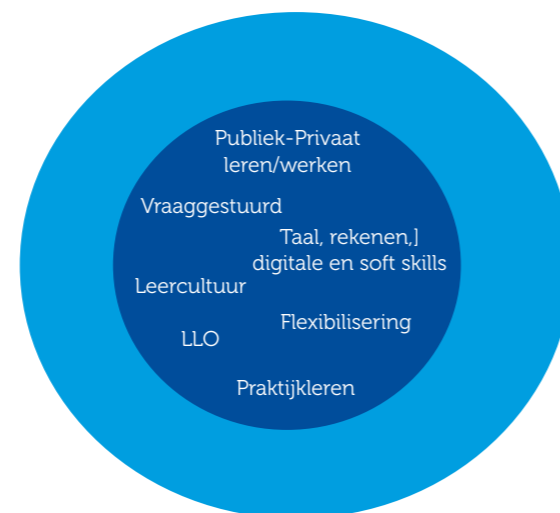 Publiek-Privaat
leren/werken
Vraaggestuurd
Taal, rekenen,]
digitale en soft skills
Leercultuur
Flexibilisering
LLO
Praktijkleren